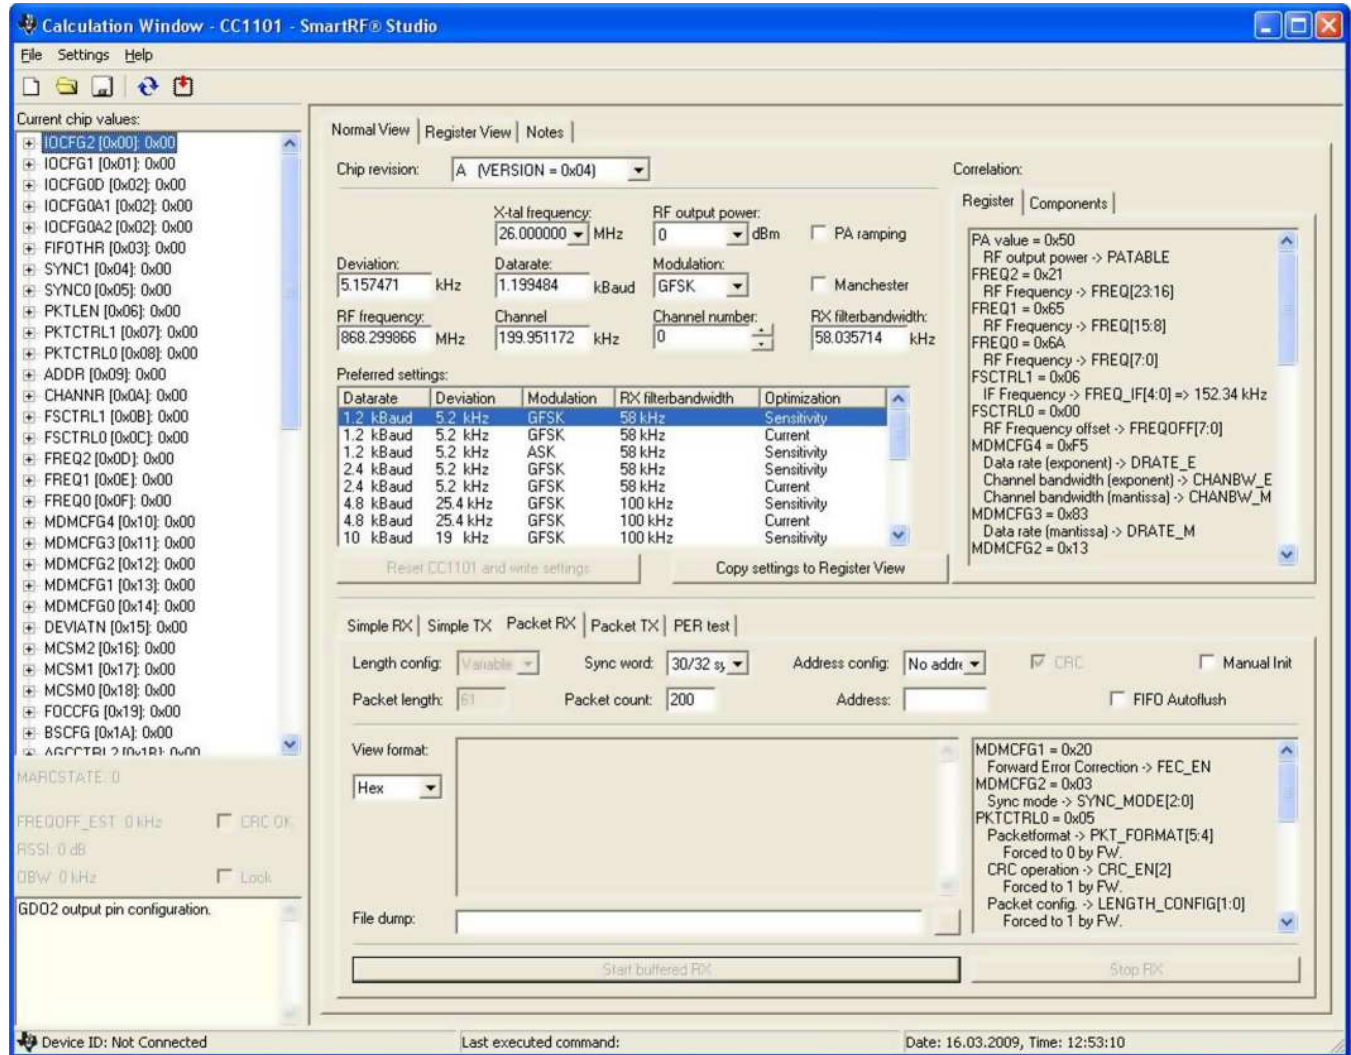 Calculation Window - CC1101 - SmartRF® Studio
File Settings Help
Current chip values:
IOCFG2 [0x00]: 0x00
IOCFG1 [0x01]: 0x00
IOCFG0D [0x02]: 0x00
IOCFG0A1 [0x02]: 0x00
IOCFG0A2 [0x02]: 0x00
FIFOTHR [0x03]: 0x00
SYNC1 [0x04]: 0x00
SYNC0 [0x05]: 0x00
PKTLEN [0x06]: 0x00
PKTCTRL1 [0x07]: 0x00
PKTCTRL0 [0x08]: 0x00
ADDR [0x09]: 0x00
CHANNR [0x0A]: 0x00
FSCTRL1 [0x0B]: 0x00
FSCTRL0 [0x0C]: 0x00
FREQ2 [0x0D]: 0x00
FREQ1 [0x0E]: 0x00
FREQ0 [0x0F]: 0x00
MDMCFG4 [0x10]: 0x00
MDMCFG3 [0x11]: 0x00
MDMCFG2 [0x12]: 0x00
MDMCFG1 [0x13]: 0x00
MDMCFG0 [0x14]: 0x00
DEVIATN [0x15]: 0x00
MCSM2 [0x16]: 0x00
MCSM1 [0x17]: 0x00
MCSM0 [0x18]: 0x00
FOCCFG [0x19]: 0x00
BSCFG [0x1A]: 0x00
AGCCTRL2 [0x1B]: 0x00
MARCSTATE: 0
FREQOFF_EST: 0 kHz CRC OK
RSSI: 0 dB
OBW: 0 kHz Lock
GDO2 output pin configuration.
Normal View Register View Notes
Chip revision: A (VERSION = 0x04)
X-tal frequency: RF output power:
26.000000 MHz 0 dBm PA ramping
Deviation: Datarate: Modulation:
5.157471 kHz 1.199484 kBaud GFSK Manchester
RF frequency: Channel Channel number: RX filterbandwidth:
868.299866 MHz 199.951172 kHz 0 58.035714 kHz
Preferred settings:
Datarate Deviation Modulation RX filterbandwidth Optimization
1.2 kBaud 5.2 kHz GFSK 58 kHz Sensitivity
1.2 kBaud 5.2 kHz GFSK 58 kHz Current
1.2 kBaud 5.2 kHz ASK 58 kHz Sensitivity
2.4 kBaud 5.2 kHz GFSK 58 kHz Sensitivity
2.4 kBaud 5.2 kHz GFSK 58 kHz Current
4.8 kBaud 25.4 kHz GFSK 100 kHz Sensitivity
4.8 kBaud 25.4 kHz GFSK 100 kHz Current
10 kBaud 19 kHz GFSK 100 kHz Sensitivity
Reset CC1101 and write settings Copy settings to Register View
Correlation:
Register Components
PA value = 0x50
RF output power -> PATABLE
FREQ2 = 0x21
RF Frequency -> FREQ[23:16]
FREQ1 = 0x65
RF Frequency -> FREQ[15:8]
FREQ0 = 0x6A
RF Frequency -> FREQ[7:0]
FSCTRL1 = 0x06
IF Frequency -> FREQ_IF[4:0] => 152.34 kHz
FSCTRL0 = 0x00
RF Frequency offset -> FREQOFF[7:0]
MDMCFG4 = 0xF5
Data rate (exponent) -> DRATE_E
Channel bandwidth (exponent) -> CHANBW_E
Channel bandwidth (mantissa) -> CHANBW_M
MDMCFG3 = 0x83
Data rate (mantissa) -> DRATE_M
MDMCFG2 = 0x13
Simple RX Simple TX Packet RX Packet TX PER test
Length config: Variable Sync word: 30/32 sy Address config: No addre CRC Manual Init
Packet length: 61 Packet count: 200 Address: FIFO Autoflush
View format:
Hex
File dump:
MDMCFG1 = 0x20
Forward Error Correction -> FEC_EN
MDMCFG2 = 0x03
Sync mode -> SYNC_MODE[2:0]
PKTCTRL0 = 0x05
Packetformat -> PKT_FORMAT[5:4]
Forced to 0 by FW.
CRC operation -> CRC_EN[2]
Forced to 1 by FW.
Packet config. -> LENGTH_CONFIG[1:0]
Forced to 1 by FW.
Start buffered RX Stop RX
Device ID: Not Connected Last executed command: Date: 16.03.2009, Time: 12:53:10